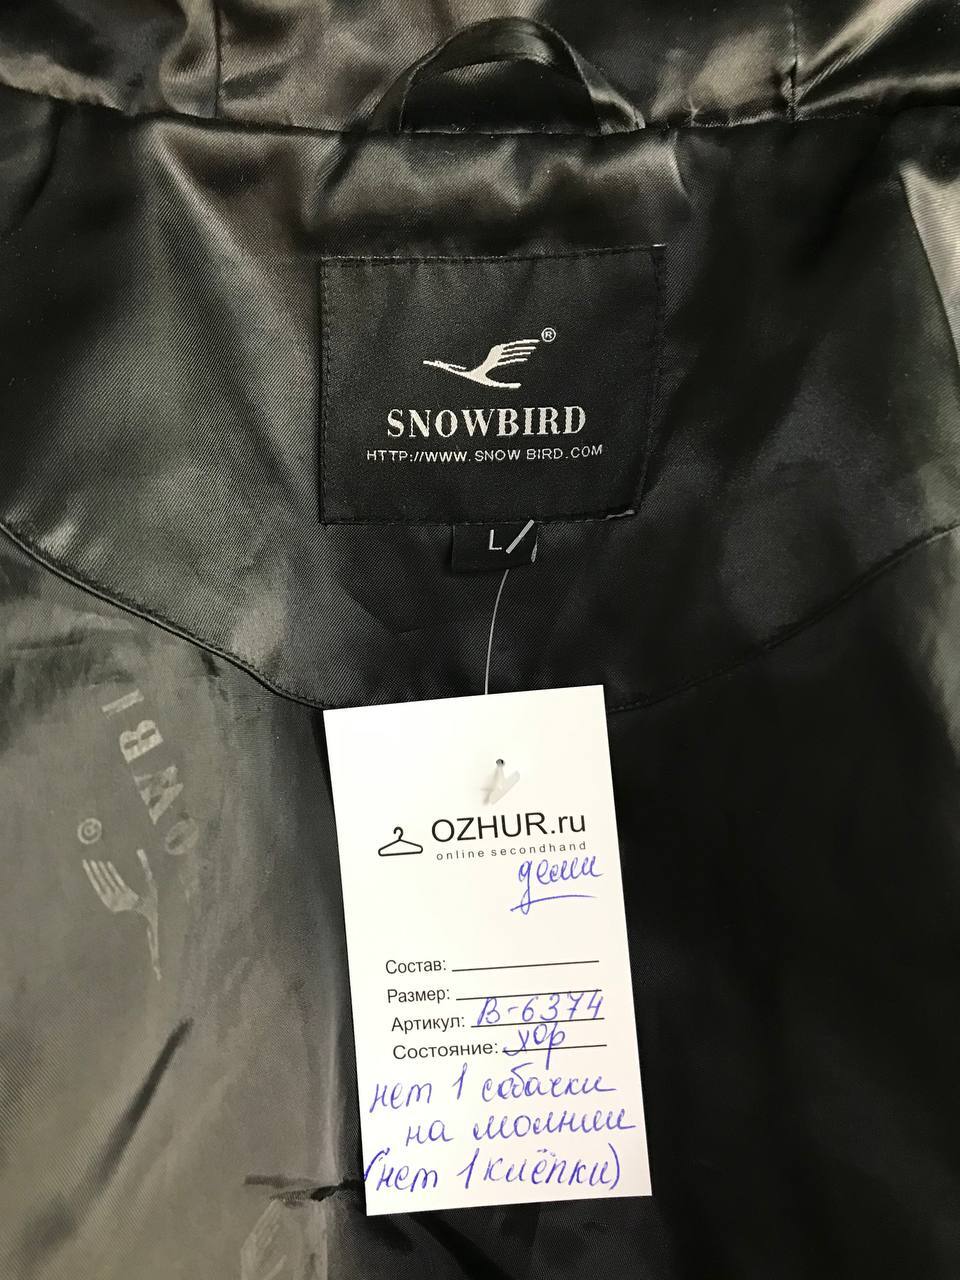 ®
SNOWBIRD
HTTP://WWW.SNOW BIRD.COM
L
OWBI
®
OZHUR.ru
online secondhand
деми
Состав:
Размер:
Артикул: В-6374
Состояние: хор
нет 1 собачки
на молнии
(нет 1 клёпки)